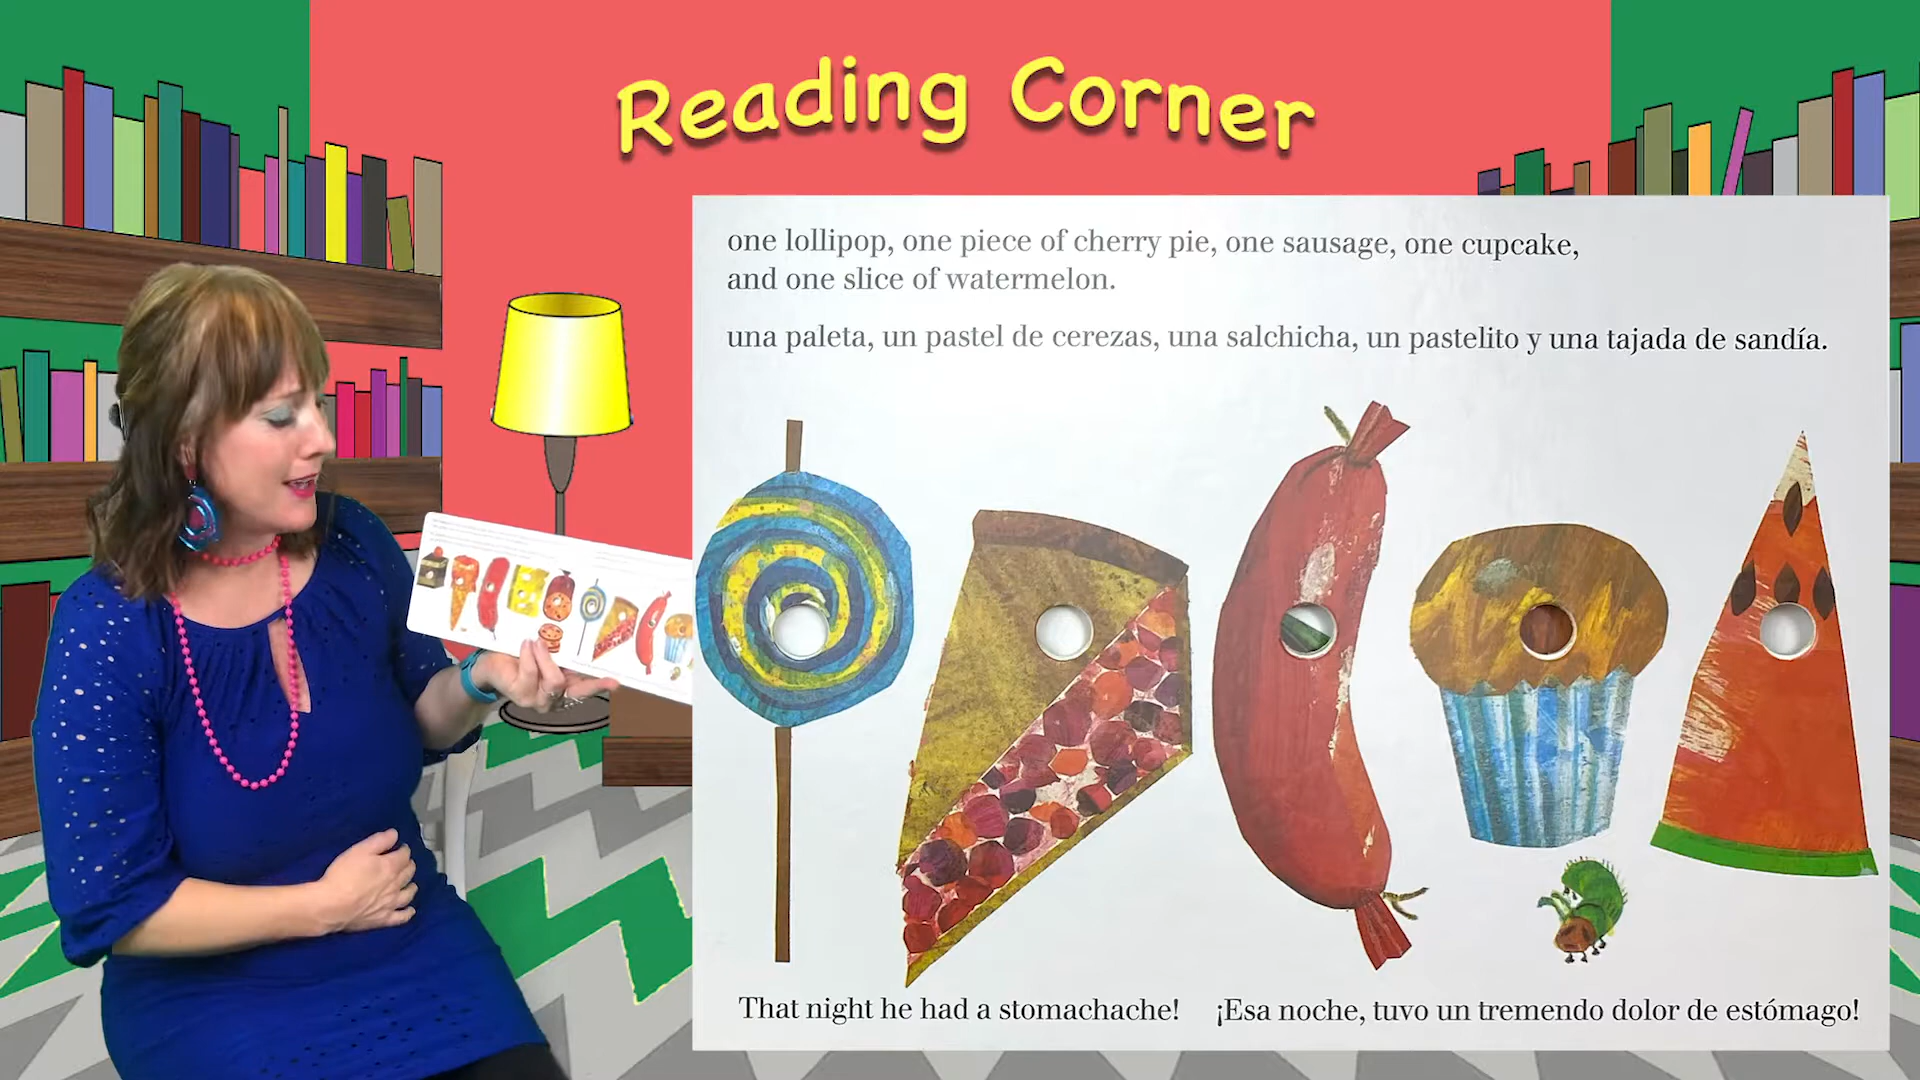 Reading Corner
one lollipop, one piece of cherry pie, one sausage, one cupcake,
and one slice of watermelon.
una paleta, un pastel de cerezas, una salchicha, un pastelito y una tajada de sandía.
That night he had a stomachache!
¡Esa noche, tuvo un tremendo dolor de estómago!